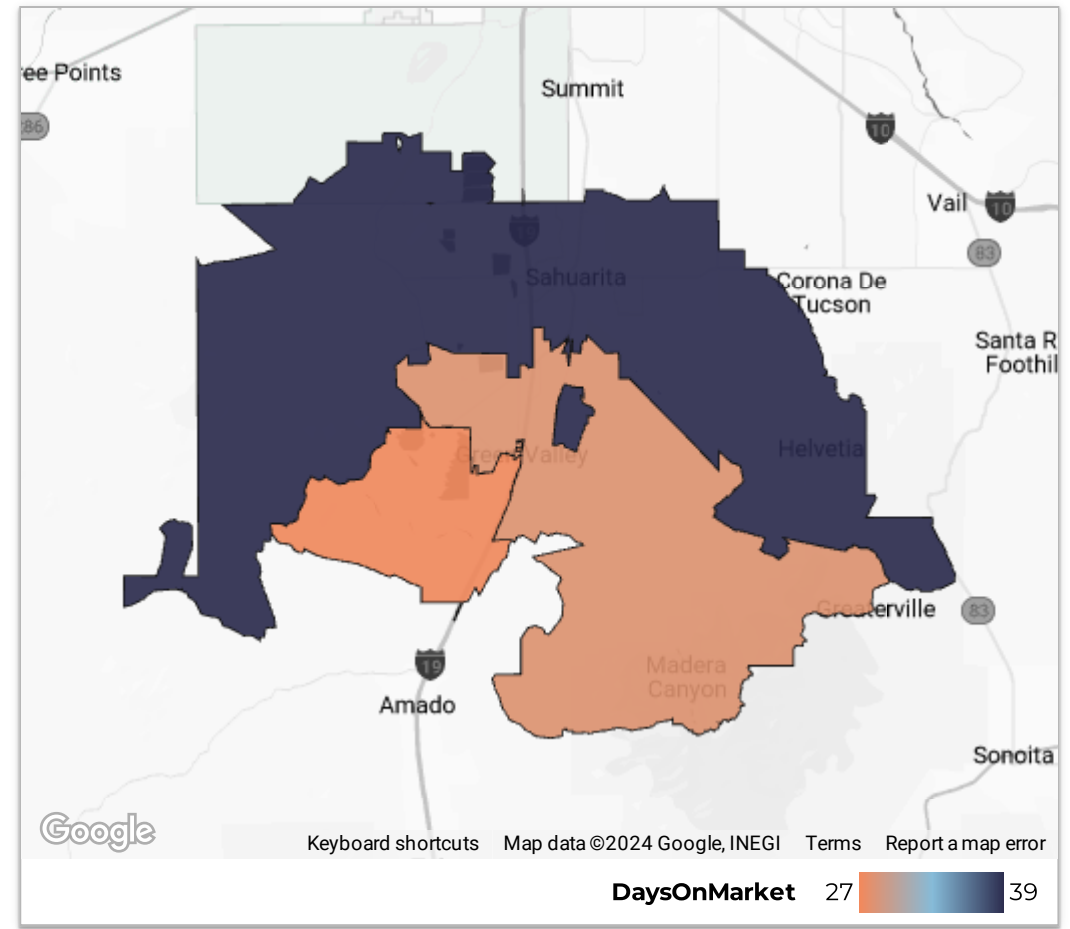 ree Points
Summit
86
10
Vail
10
19
83
Sahuarita
Corona De
Tucson
Santa R
Foothil
Helvetia
Green Valley
Greaterville
83
19
Madera
Canyon
Amado
Sonoita
Google
Keyboard shortcuts Map data ©2024 Google, INEGI Terms Report a map error
DaysOnMarket 27 39